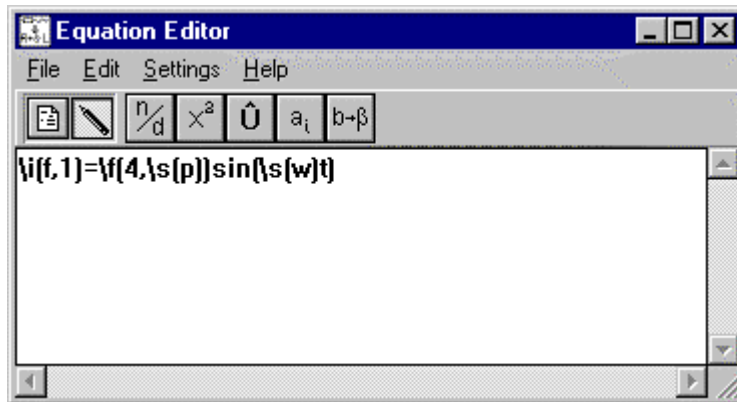 Equation Editor
File Edit Settings Help
n/d x² Û aᵢ b→β
\i(f,1)=\f(4,\s(p))sin(\s(w)t)